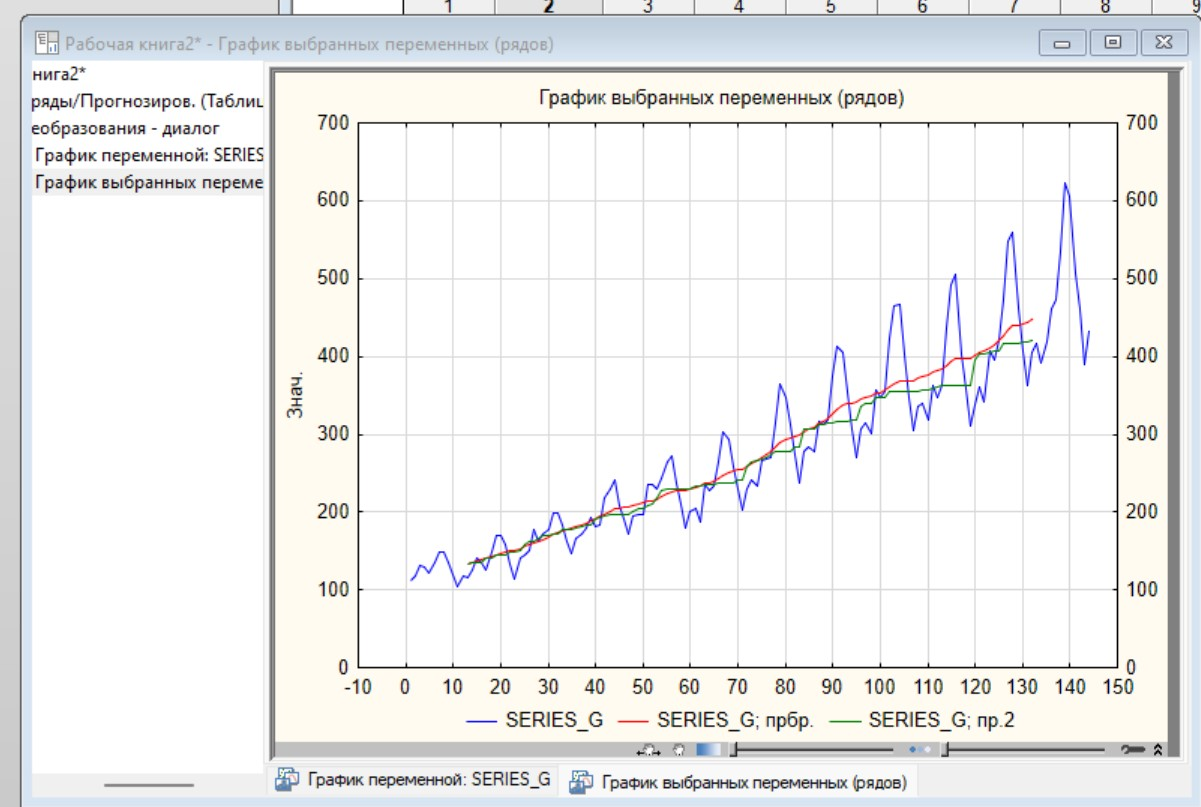 1 2 3 4 5 6 7 8 9
Рабочая книга2* - График выбранных переменных (рядов)
нига2*
ряды/Прогнозиров. (Таблиц
еобразования - диалог
График переменной: SERIES
График выбранных переме
График выбранных переменных (рядов)
700 700
600 600
500 500
400 400
Знач.
300 300
200 200
100 100
0 0
-10 0 10 20 30 40 50 60 70 80 90 100 110 120 130 140 150
SERIES_G SERIES_G; прбр. SERIES_G; пр.2
График переменной: SERIES_G График выбранных переменных (рядов)